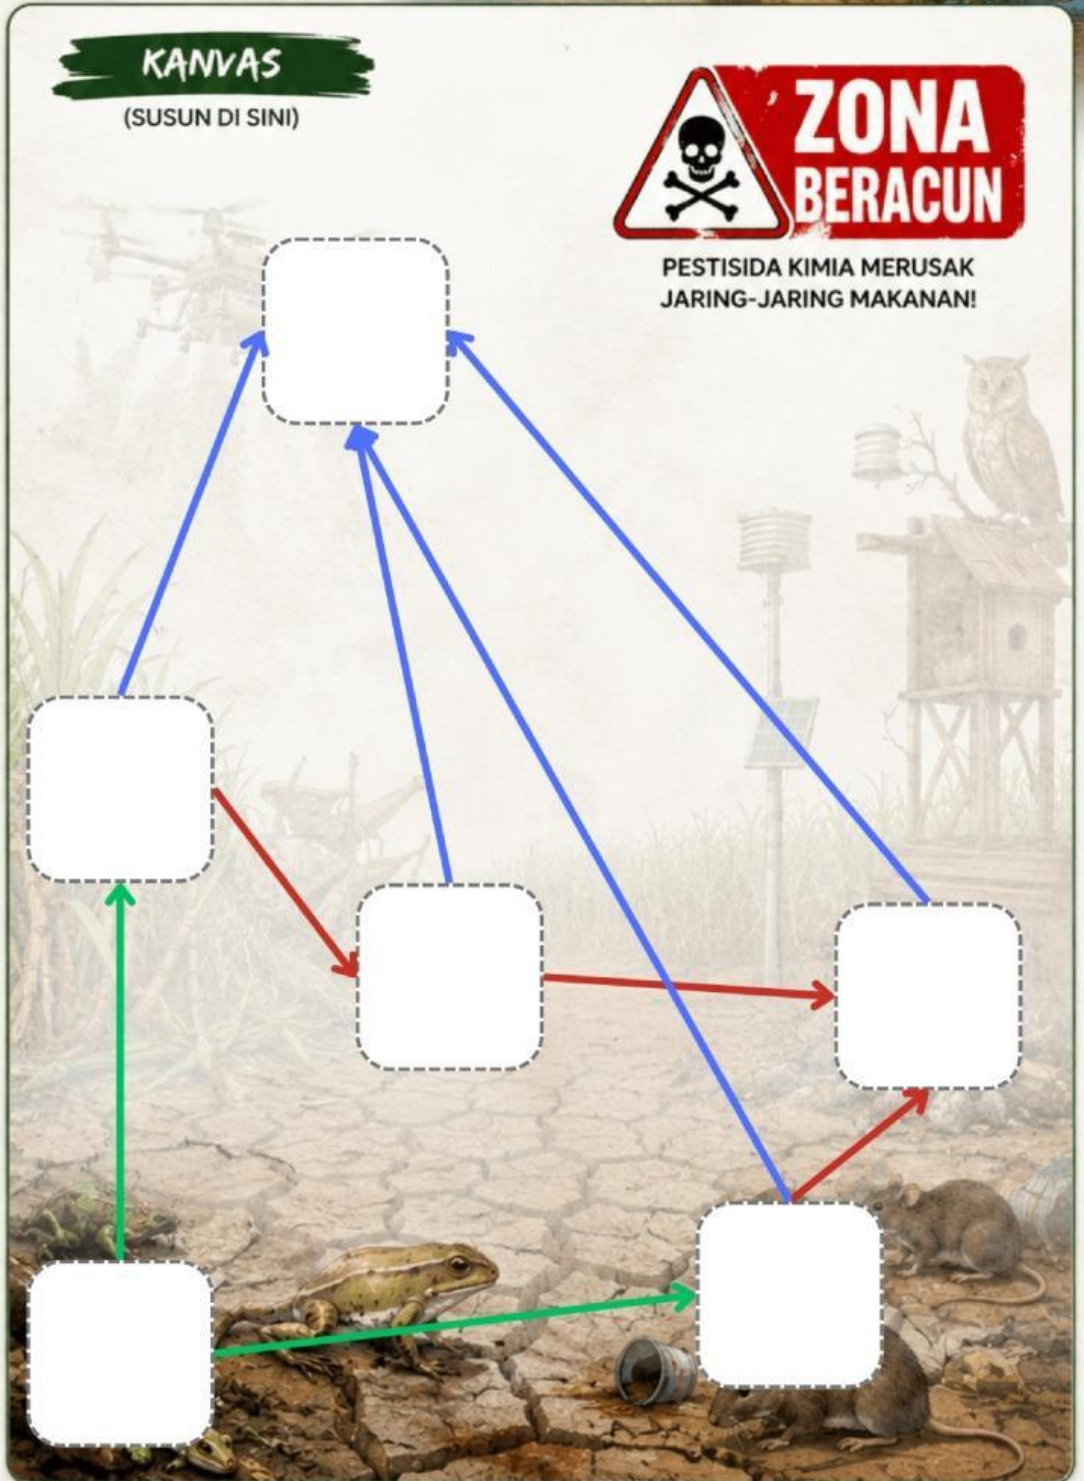 KANVAS
(SUSUN DI SINI)
ZONA
BERACUN
PESTISIDA KIMIA MERUSAK
JARING-JARING MAKANAN!